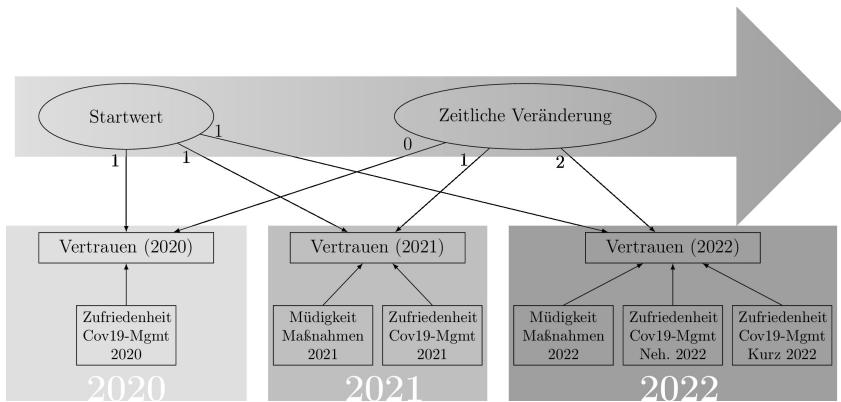 Startwert
Zeitliche Veränderung
1
1
1
0
1
2
Vertrauen (2020)
Vertrauen (2021)
Vertrauen (2022)
Zufriedenheit
Cov19-Mgmt
2020
Müdigkeit
Maßnahmen
2021
Zufriedenheit
Cov19-Mgmt
2021
Müdigkeit
Maßnahmen
2022
Zufriedenheit
Cov19-Mgmt
Neh. 2022
Zufriedenheit
Cov19-Mgmt
Kurz 2022
2020
2021
2022